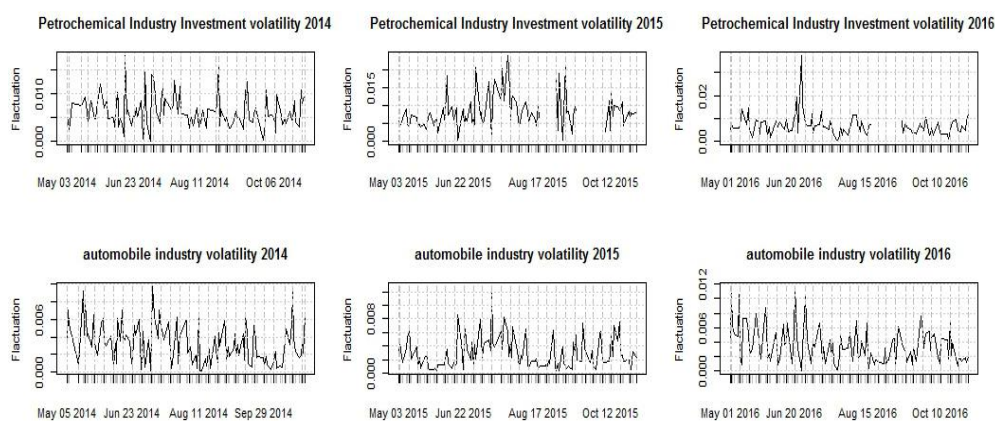 Petrochemical Industry Investment volatility 2014
Flactuation
0.000 0.010
May 03 2014 Jun 23 2014 Aug 11 2014 Oct 06 2014
Petrochemical Industry Investment volatility 2015
Flactuation
0.000 0.015
May 03 2015 Jun 22 2015 Aug 17 2015 Oct 12 2015
Petrochemical Industry Investment volatility 2016
Flactuation
0.00 0.02
May 01 2016 Jun 20 2016 Aug 15 2016 Oct 10 2016
automobile industry volatility 2014
Flactuation
0.000 0.006
May 05 2014 Jun 23 2014 Aug 11 2014 Sep 29 2014
automobile industry volatility 2015
Flactuation
0.000 0.004 0.008
May 03 2015 Jun 22 2015 Aug 17 2015 Oct 12 2015
automobile industry volatility 2016
Flactuation
0.000 0.006 0.012
May 01 2016 Jun 20 2016 Aug 15 2016 Oct 10 2016